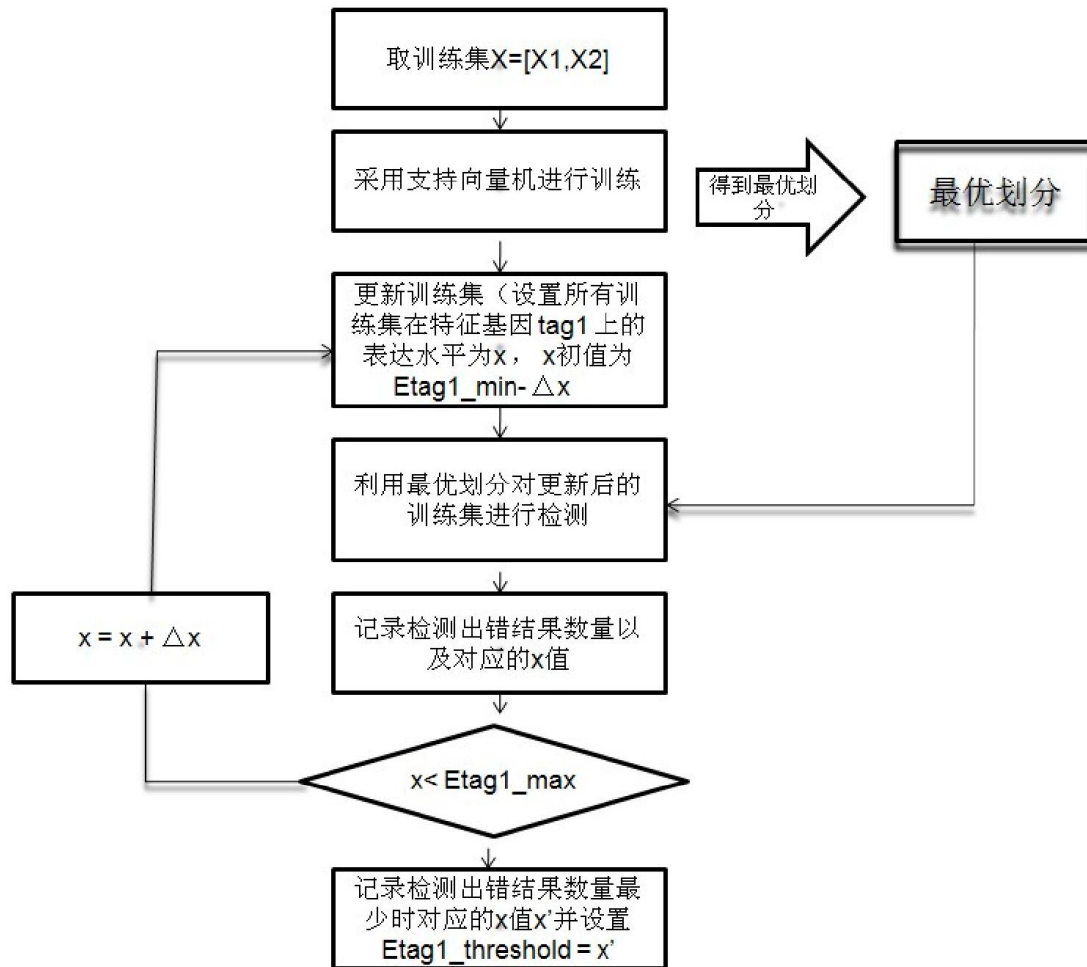 取训练集X=[X1,X2]
采用支持向量机进行训练
得到最优划
分
最优划分
更新训练集（设置所有训
练集在特征基因 tag1 上的
表达水平为x ， x初值为
Etag1_min- △x
利用最优划分对更新后的
训练集进行检测
记录检测出错结果数量以
及对应的x值
x = x + △x
x< Etag1_max
记录检测出错结果数量最
少时对应的x值x’并设置
Etag1_threshold = x’